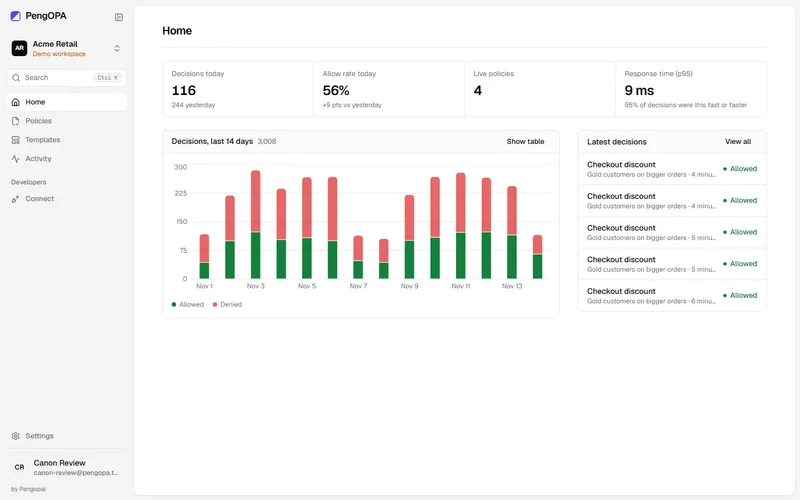 PengOPA
AR
Acme Retail
Demo workspace
Search
Ctrl K
Home
Policies
Templates
Activity
Developers
Connect
Settings
CR
Canon Review
canon-review@pengopa.t…
by Pengopal
Home
Decisions today
116
244 yesterday
Allow rate today
56%
+9 pts vs yesterday
Live policies
4
Response time (p95)
9 ms
95% of decisions were this fast or faster
Decisions, last 14 days 3,008
Show table
300
225
150
75
0
Nov 1
Nov 3
Nov 5
Nov 7
Nov 9
Nov 11
Nov 13
Allowed
Denied
Latest decisions
View all
Checkout discount
Gold customers on bigger orders · 4 minu…
Allowed
Checkout discount
Gold customers on bigger orders · 4 minu…
Allowed
Checkout discount
Gold customers on bigger orders · 5 minu…
Allowed
Checkout discount
Gold customers on bigger orders · 5 minu…
Allowed
Checkout discount
Gold customers on bigger orders · 6 minu…
Allowed